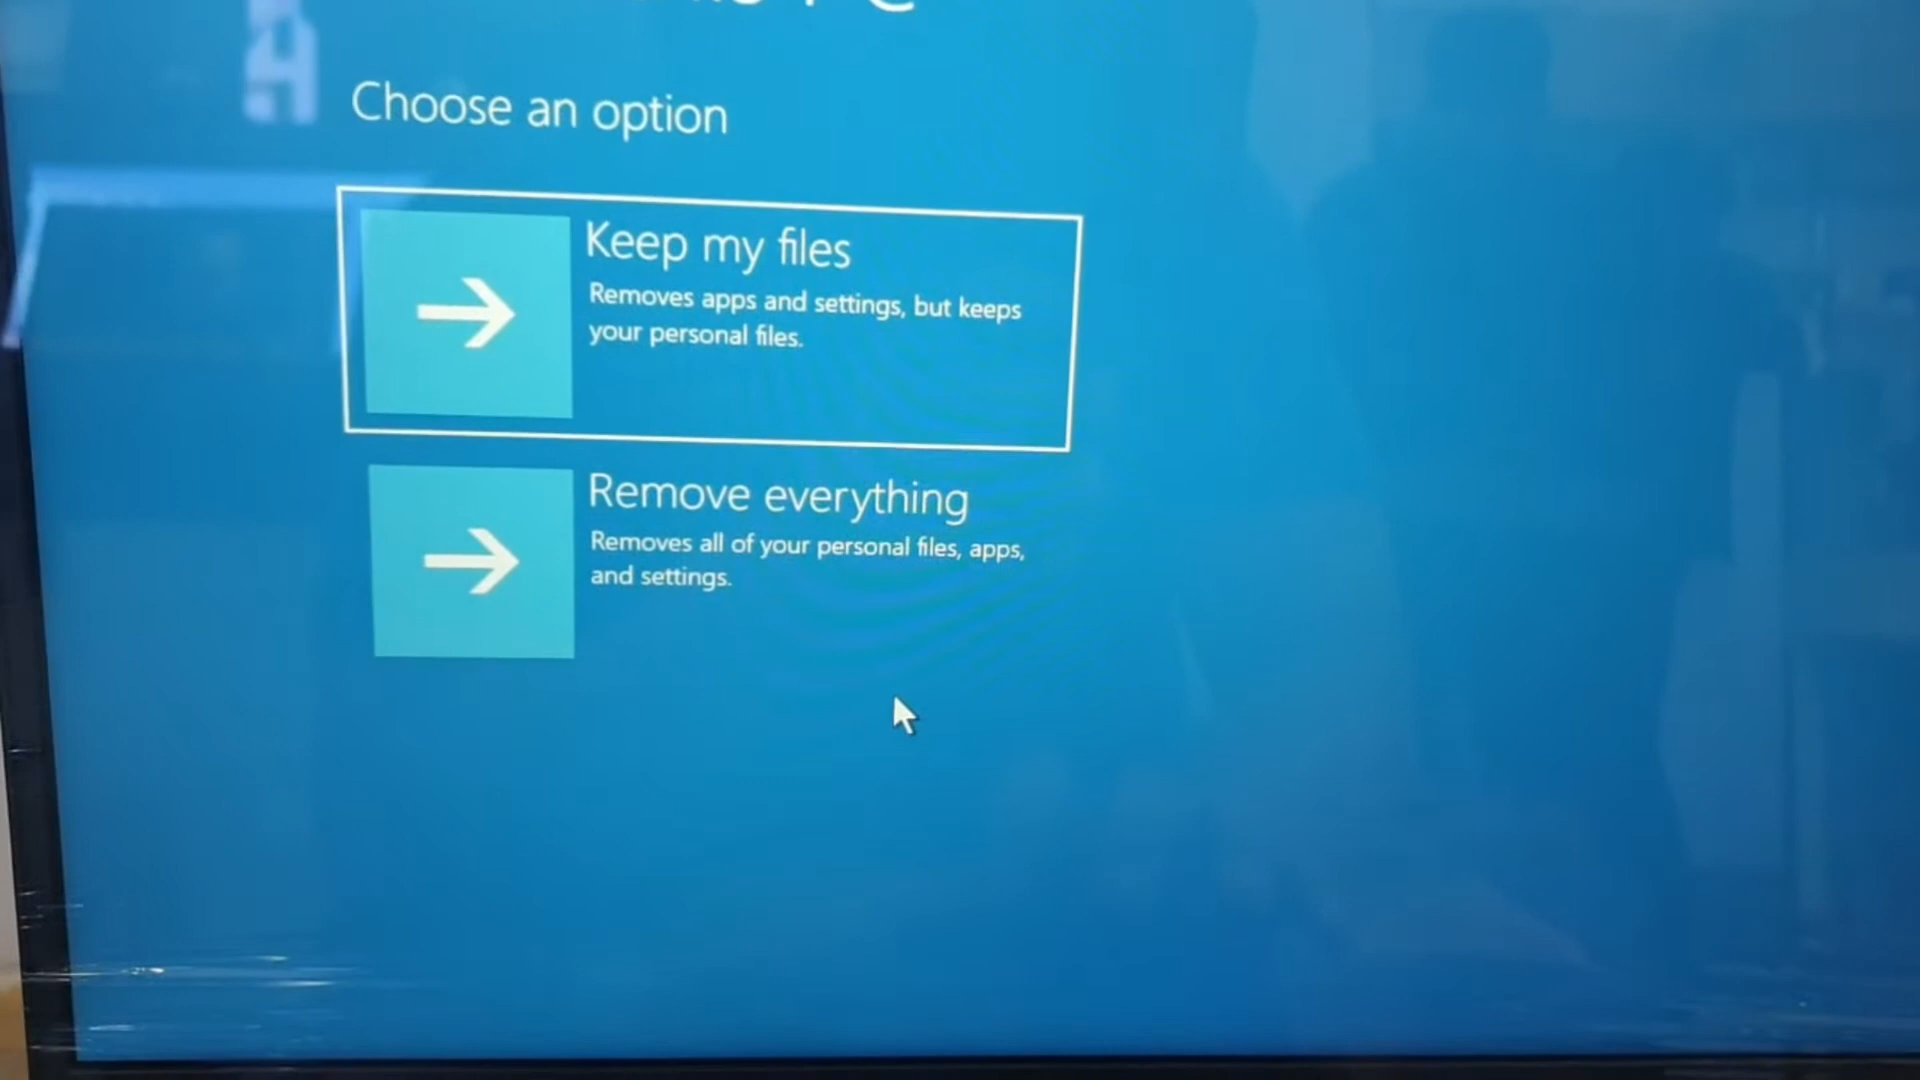 Choose an option
Keep my files
Removes apps and settings, but keeps
your personal files.
Remove everything
Removes all of your personal files, apps,
and settings.